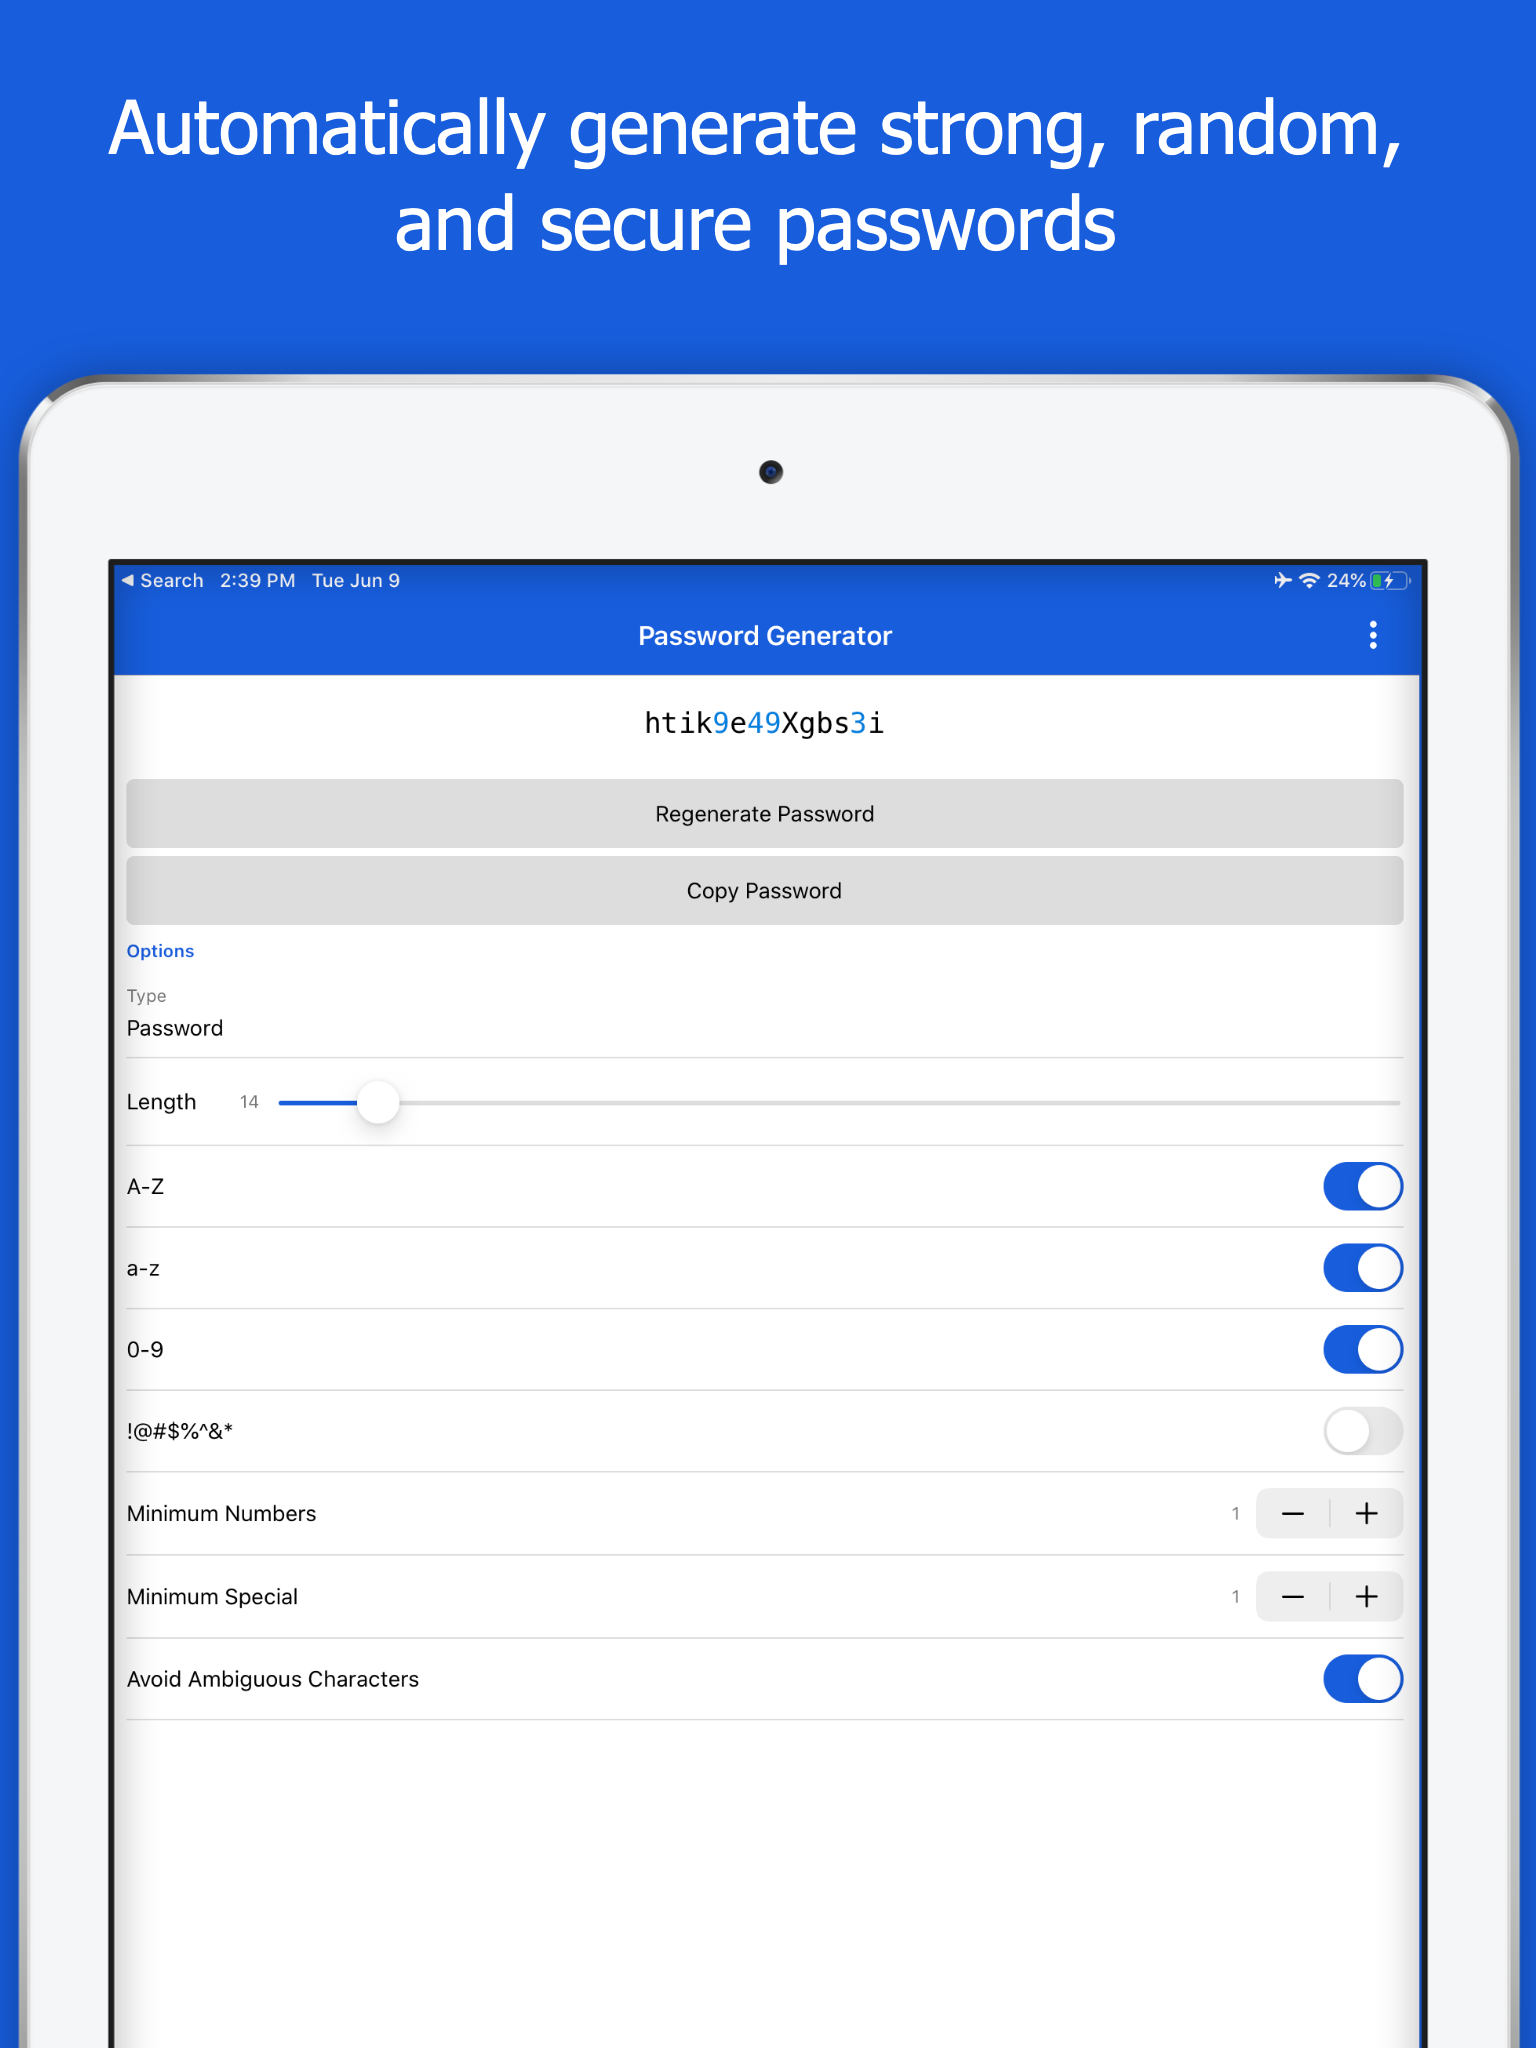 Automatically generate strong, random,
and secure passwords
◀ Search 2:39 PM Tue Jun 9 24%
Password Generator
htik9e49Xgbs3i
Regenerate Password
Copy Password
Options
Type
Password
Length 14
A-Z
a-z
0-9
!@#$%^&*
Minimum Numbers 1 − +
Minimum Special 1 − +
Avoid Ambiguous Characters